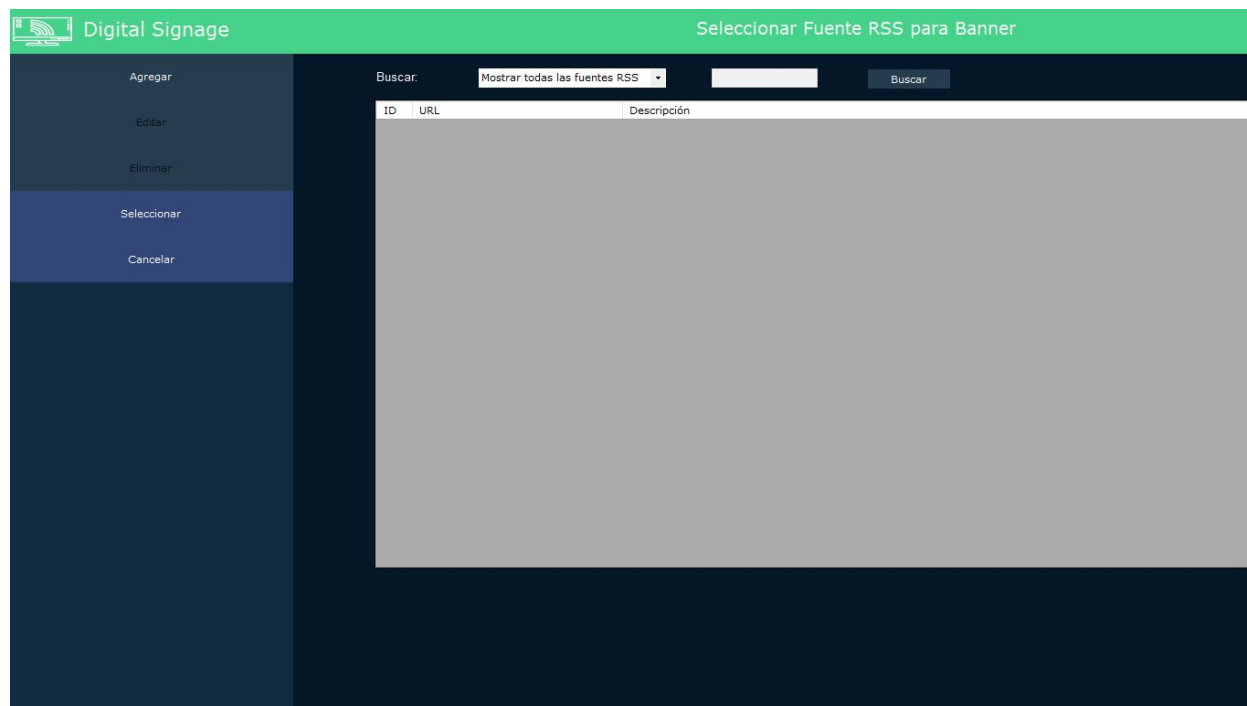 Digital Signage
Seleccionar Fuente RSS para Banner
Agregar
Editar
Eliminar
Seleccionar
Cancelar
Buscar: Mostrar todas las fuentes RSS Buscar
ID URL Descripción